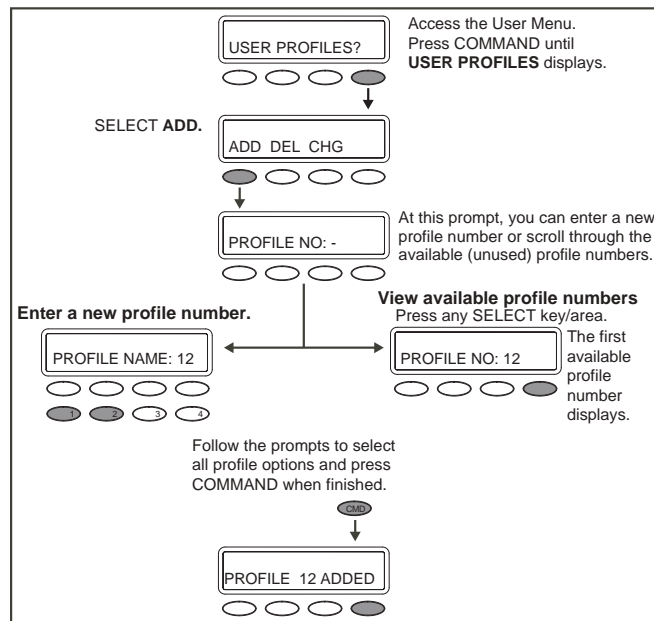 USER PROFILES?
Access the User Menu.
Press COMMAND until
USER PROFILES displays.
SELECT ADD.
ADD DEL CHG
PROFILE NO: -
At this prompt, you can enter a new
profile number or scroll through the
available (unused) profile numbers.
Enter a new profile number.
PROFILE NAME: 12
1 2 3 4
View available profile numbers
Press any SELECT key/area.
PROFILE NO: 12
The first
available
profile
number
displays.
Follow the prompts to select
all profile options and press
COMMAND when finished.
CMD
PROFILE 12 ADDED